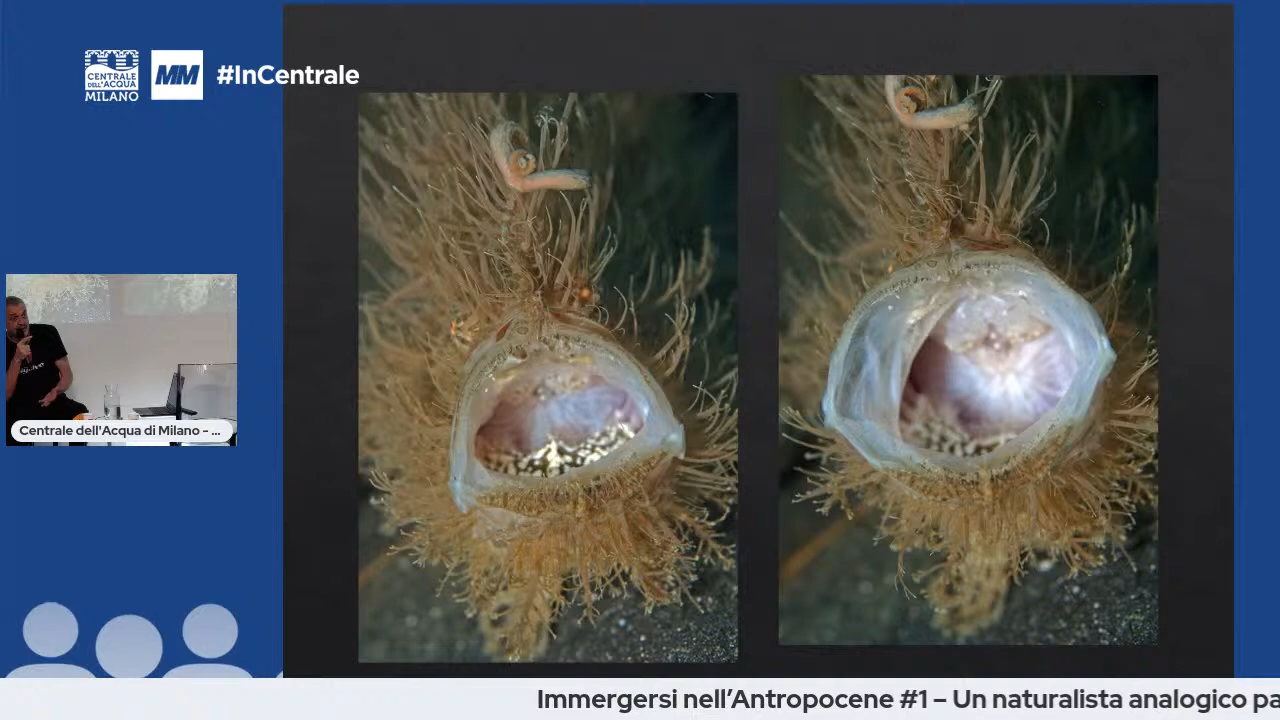 CENTRALE
DELL'ACQUA
MILANO
MM
#InCentrale
Centrale dell'Acqua di Milano - ...
Immergersi nell'Antropocene #1 – Un naturalista analogico pa